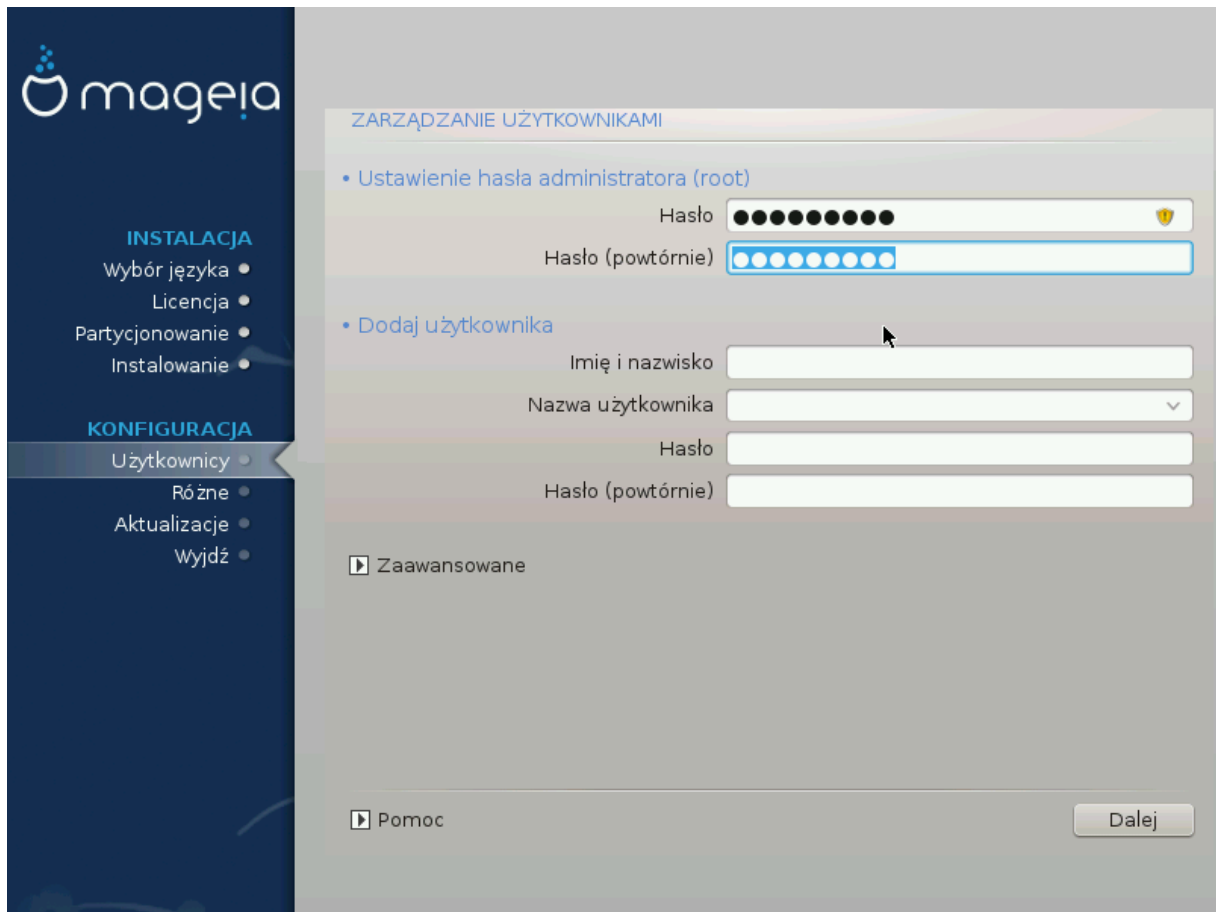 mageia
INSTALACJA
Wybór języka
Licencja
Partycjonowanie
Instalowanie
KONFIGURACJA
Użytkownicy
Różne
Aktualizacje
Wyjdź
ZARZĄDZANIE UŻYTKOWNIKAMI
• Ustawienie hasła administratora (root)
Hasło ●●●●●●●●●
Hasło (powtórnie) ●●●●●●●●●
• Dodaj użytkownika
Imię i nazwisko
Nazwa użytkownika
Hasło
Hasło (powtórnie)
Zaawansowane
Pomoc
Dalej